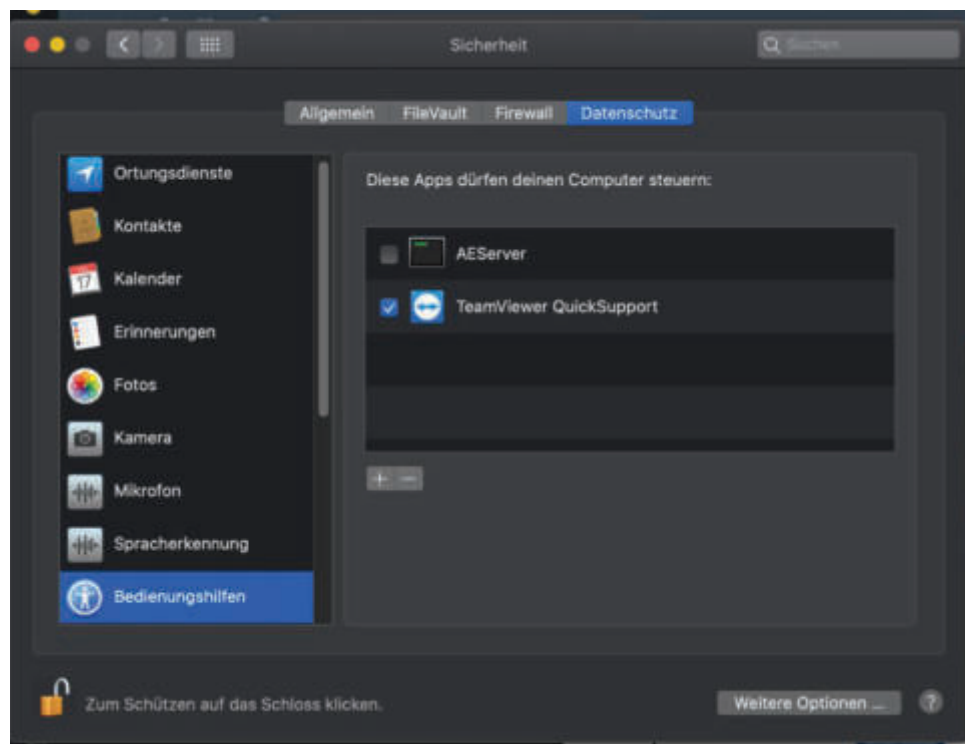 Sicherheit
Suchen
Allgemein FileVault Firewall Datenschutz
Ortungsdienste
Kontakte
17
Kalender
Erinnerungen
Fotos
Kamera
Mikrofon
Spracherkennung
Bedienungshilfen
Diese Apps dürfen deinen Computer steuern:
AEServer
TeamViewer QuickSupport
+ −
Zum Schützen auf das Schloss klicken.
Weitere Optionen ...
?